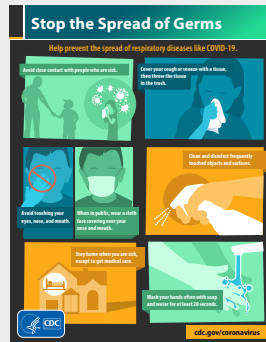 Stop the Spread of Germs
Help prevent the spread of respiratory diseases like COVID-19.
Avoid close contact with people who are sick.
Cover your cough or sneeze with a tissue,
then throw the tissue
in the trash.
Avoid touching your
eyes, nose, and mouth.
When in public, wear a cloth
face covering over your
nose and mouth.
Clean and disinfect frequently
touched objects and surfaces.
Stay home when you are sick,
except to get medical care.
Wash your hands often with soap
and water for at least 20 seconds.
CDC
cdc.gov/coronavirus